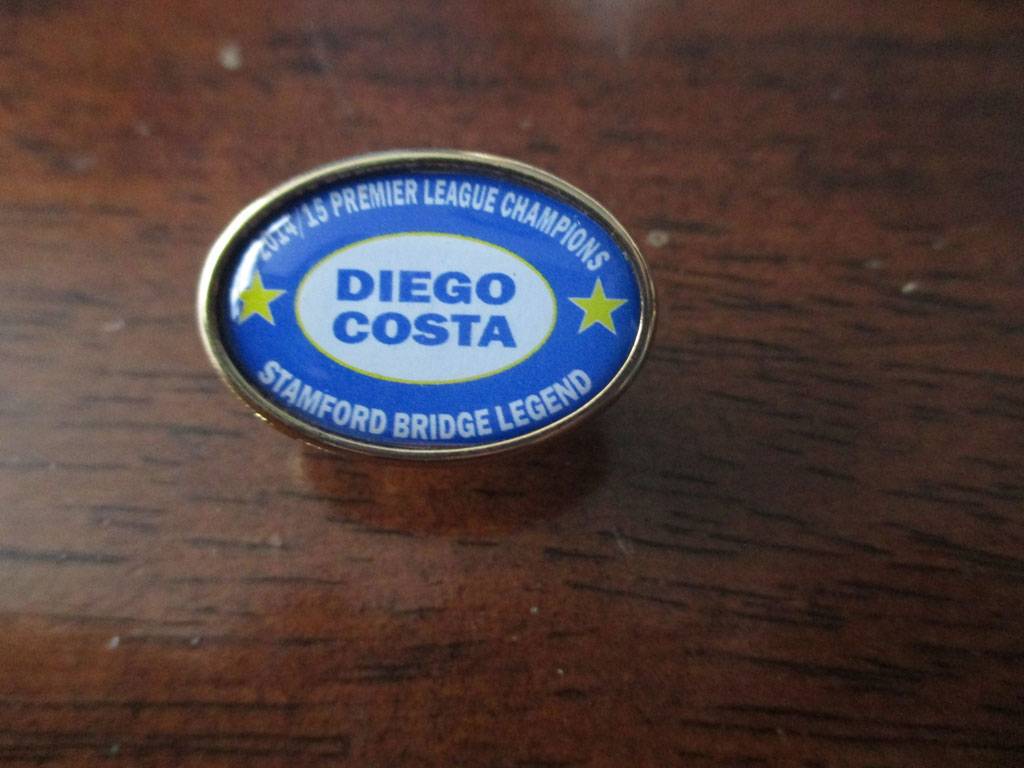 2014/15 PREMIER LEAGUE CHAMPIONS
DIEGO
COSTA
STAMFORD BRIDGE LEGEND